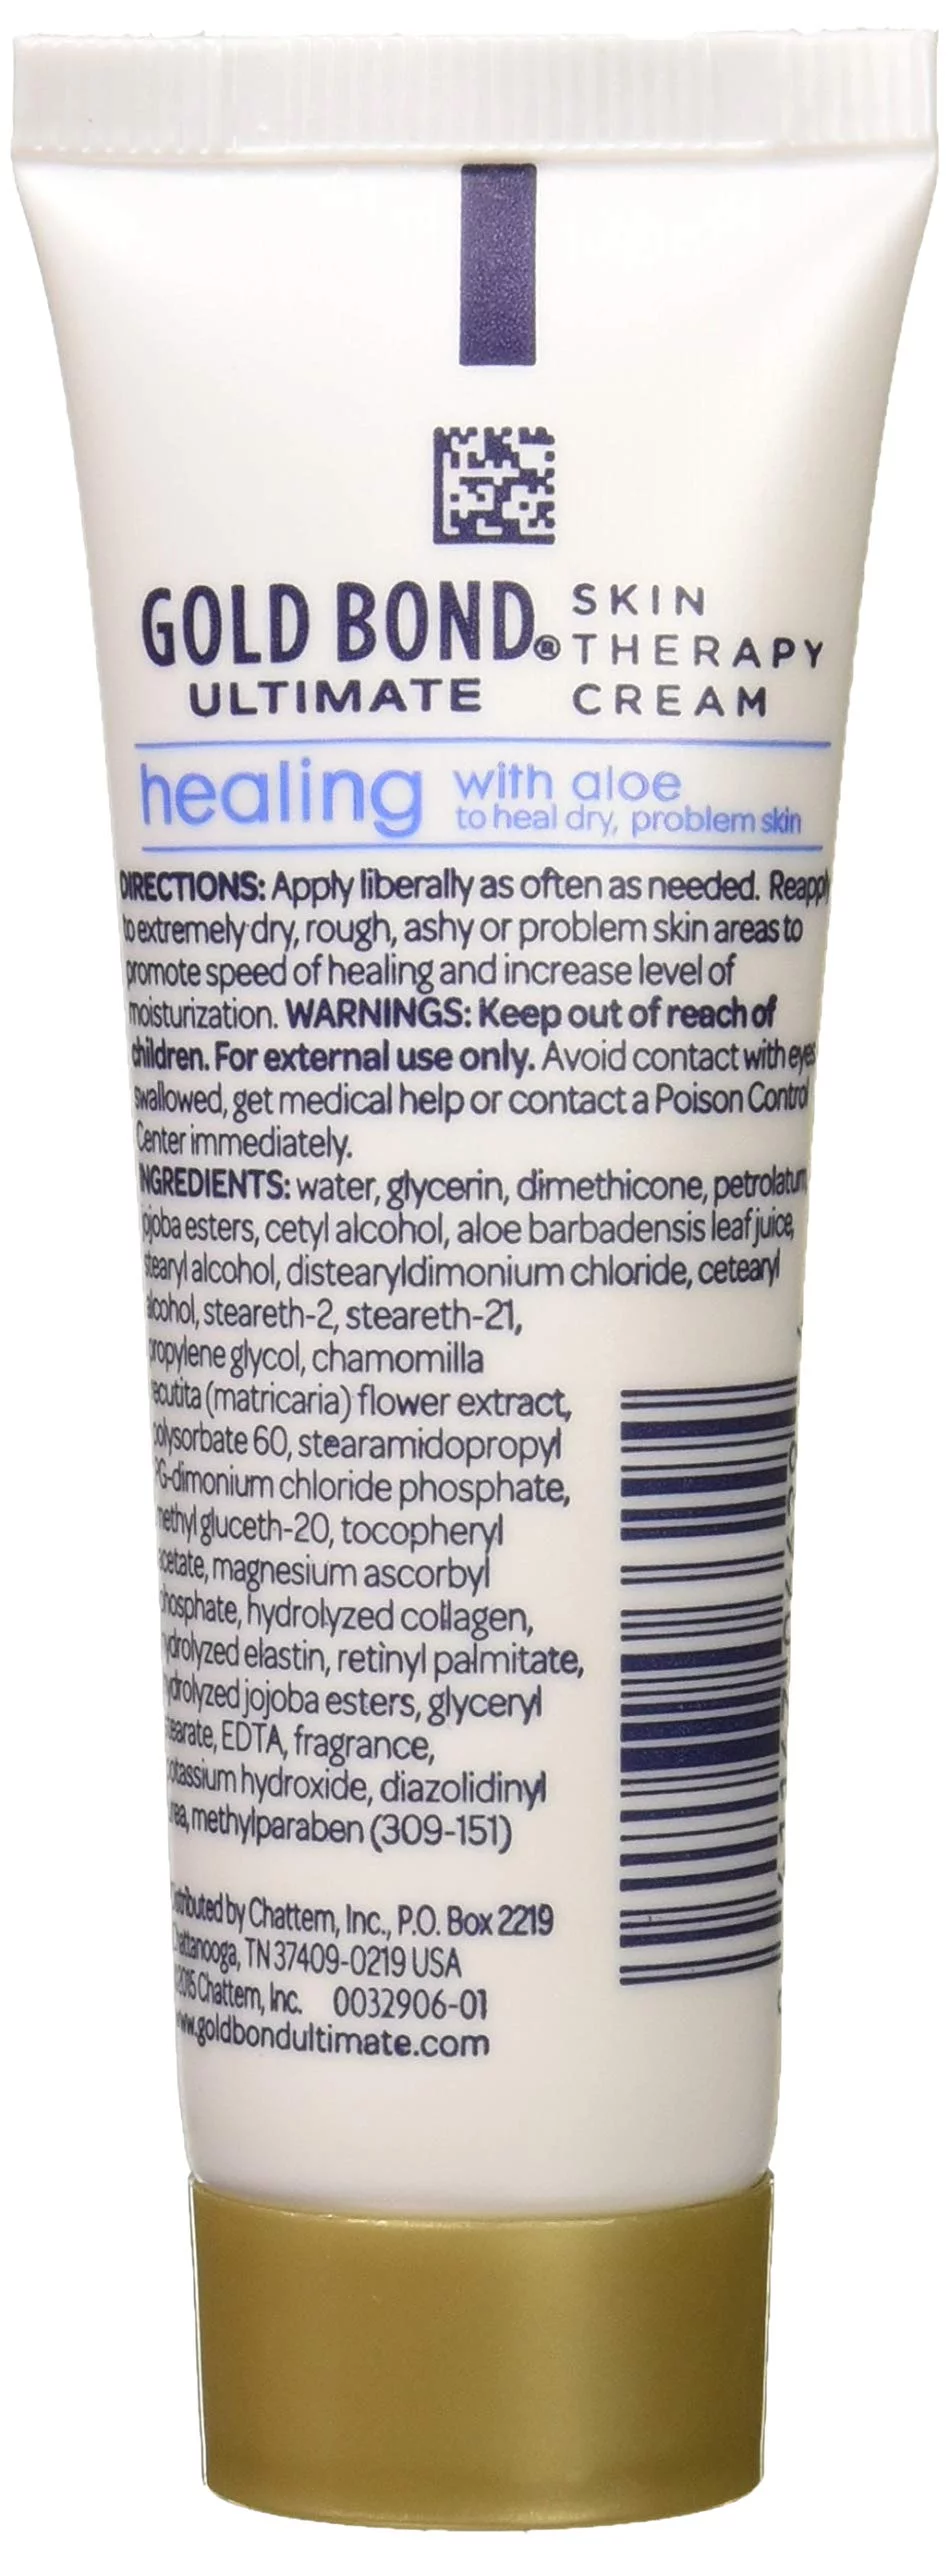 GOLD BOND® SKIN
THERAPY
ULTIMATE CREAM
healing with aloe
to heal dry, problem skin
DIRECTIONS: Apply liberally as often as needed. Reapply
to extremely dry, rough, ashy or problem skin areas to
promote speed of healing and increase level of
moisturization. WARNINGS: Keep out of reach of
children. For external use only. Avoid contact with eyes
swallowed, get medical help or contact a Poison Control
Center immediately.
INGREDIENTS: water, glycerin, dimethicone, petrolatum,
jojoba esters, cetyl alcohol, aloe barbadensis leaf juice,
stearyl alcohol, distearyldimonium chloride, cetearyl
alcohol, steareth-2, steareth-21,
propylene glycol, chamomilla
recutita (matricaria) flower extract,
polysorbate 60, stearamidopropyl
PG-dimonium chloride phosphate,
methyl gluceth-20, tocopheryl
acetate, magnesium ascorbyl
phosphate, hydrolyzed collagen,
hydrolyzed elastin, retinyl palmitate,
hydrolyzed jojoba esters, glyceryl
stearate, EDTA, fragrance,
potassium hydroxide, diazolidinyl
urea, methylparaben (309-151)
Distributed by Chattem, Inc., P.O. Box 2219
Chattanooga, TN 37409-0219 USA
©2015 Chattem, Inc. 0032906-01
www.goldbondultimate.com